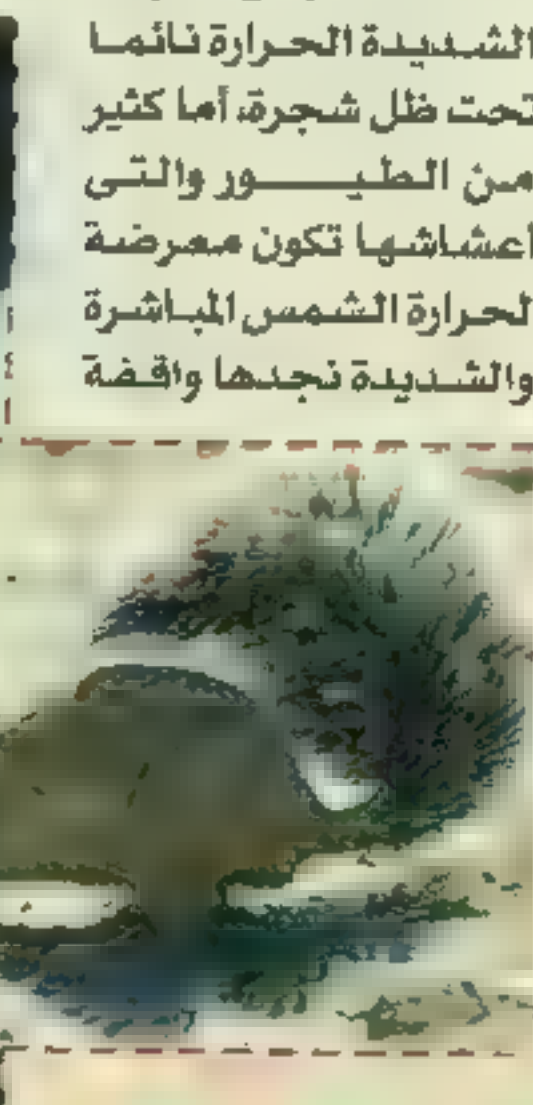 الشديدة الحرارة نائما
تحت ظل شجرة، أما كثير
من الطيور والتى
أعشاشها تكون معرضة
لحرارة الشمس المباشرة
والشديدة نجدها واقفة